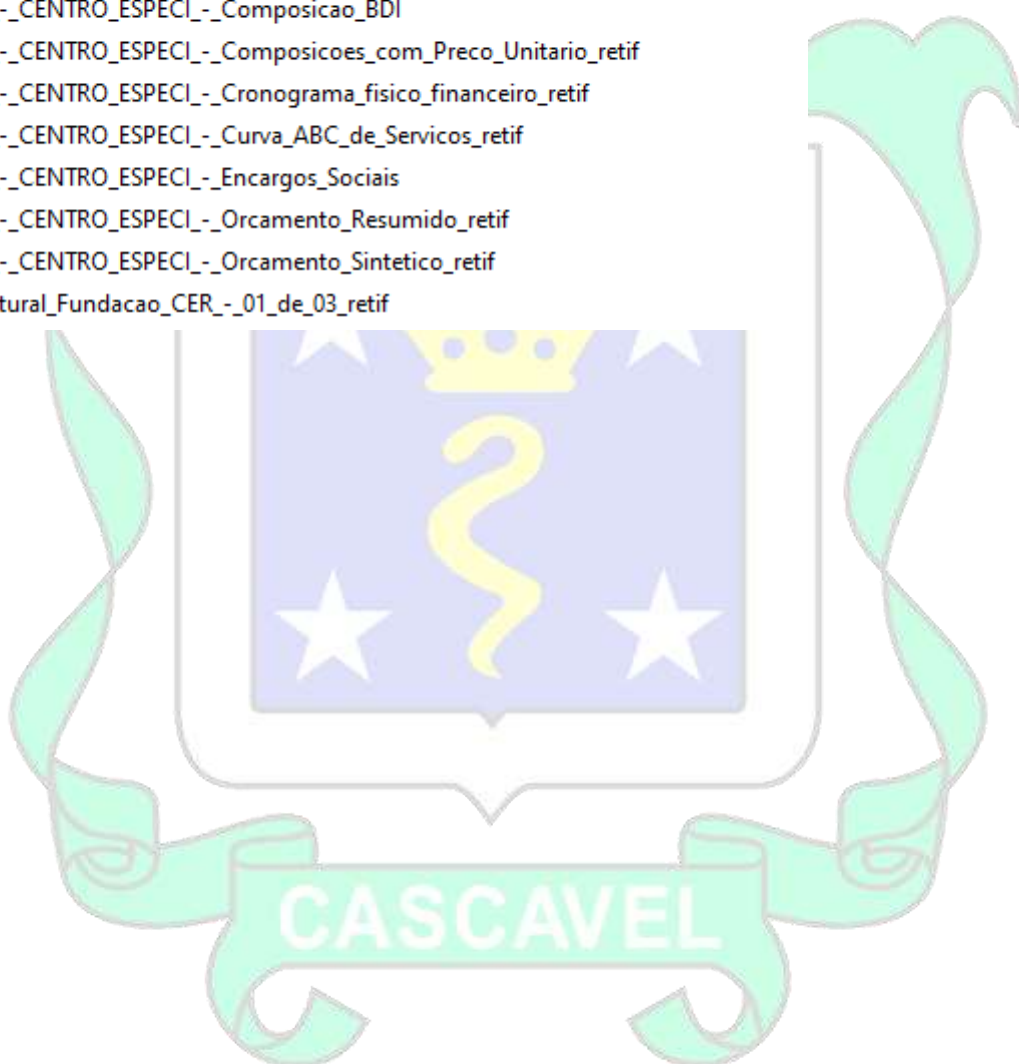 -_CENTRO_ESPECI_-_Composicao_BDI
-_CENTRO_ESPECI_-_Composicoes_com_Preco_Unitario_retif
-_CENTRO_ESPECI_-_Cronograma_fisico_financeiro_retif
-_CENTRO_ESPECI_-_Curva_ABC_de_Servicos_retif
-_CENTRO_ESPECI_-_Encargos_Sociais
-_CENTRO_ESPECI_-_Orcamento_Resumido_retif
-_CENTRO_ESPECI_-_Orcamento_Sintetico_retif
tural_Fundacao_CER_-_01_de_03_retif
CASCAVEL